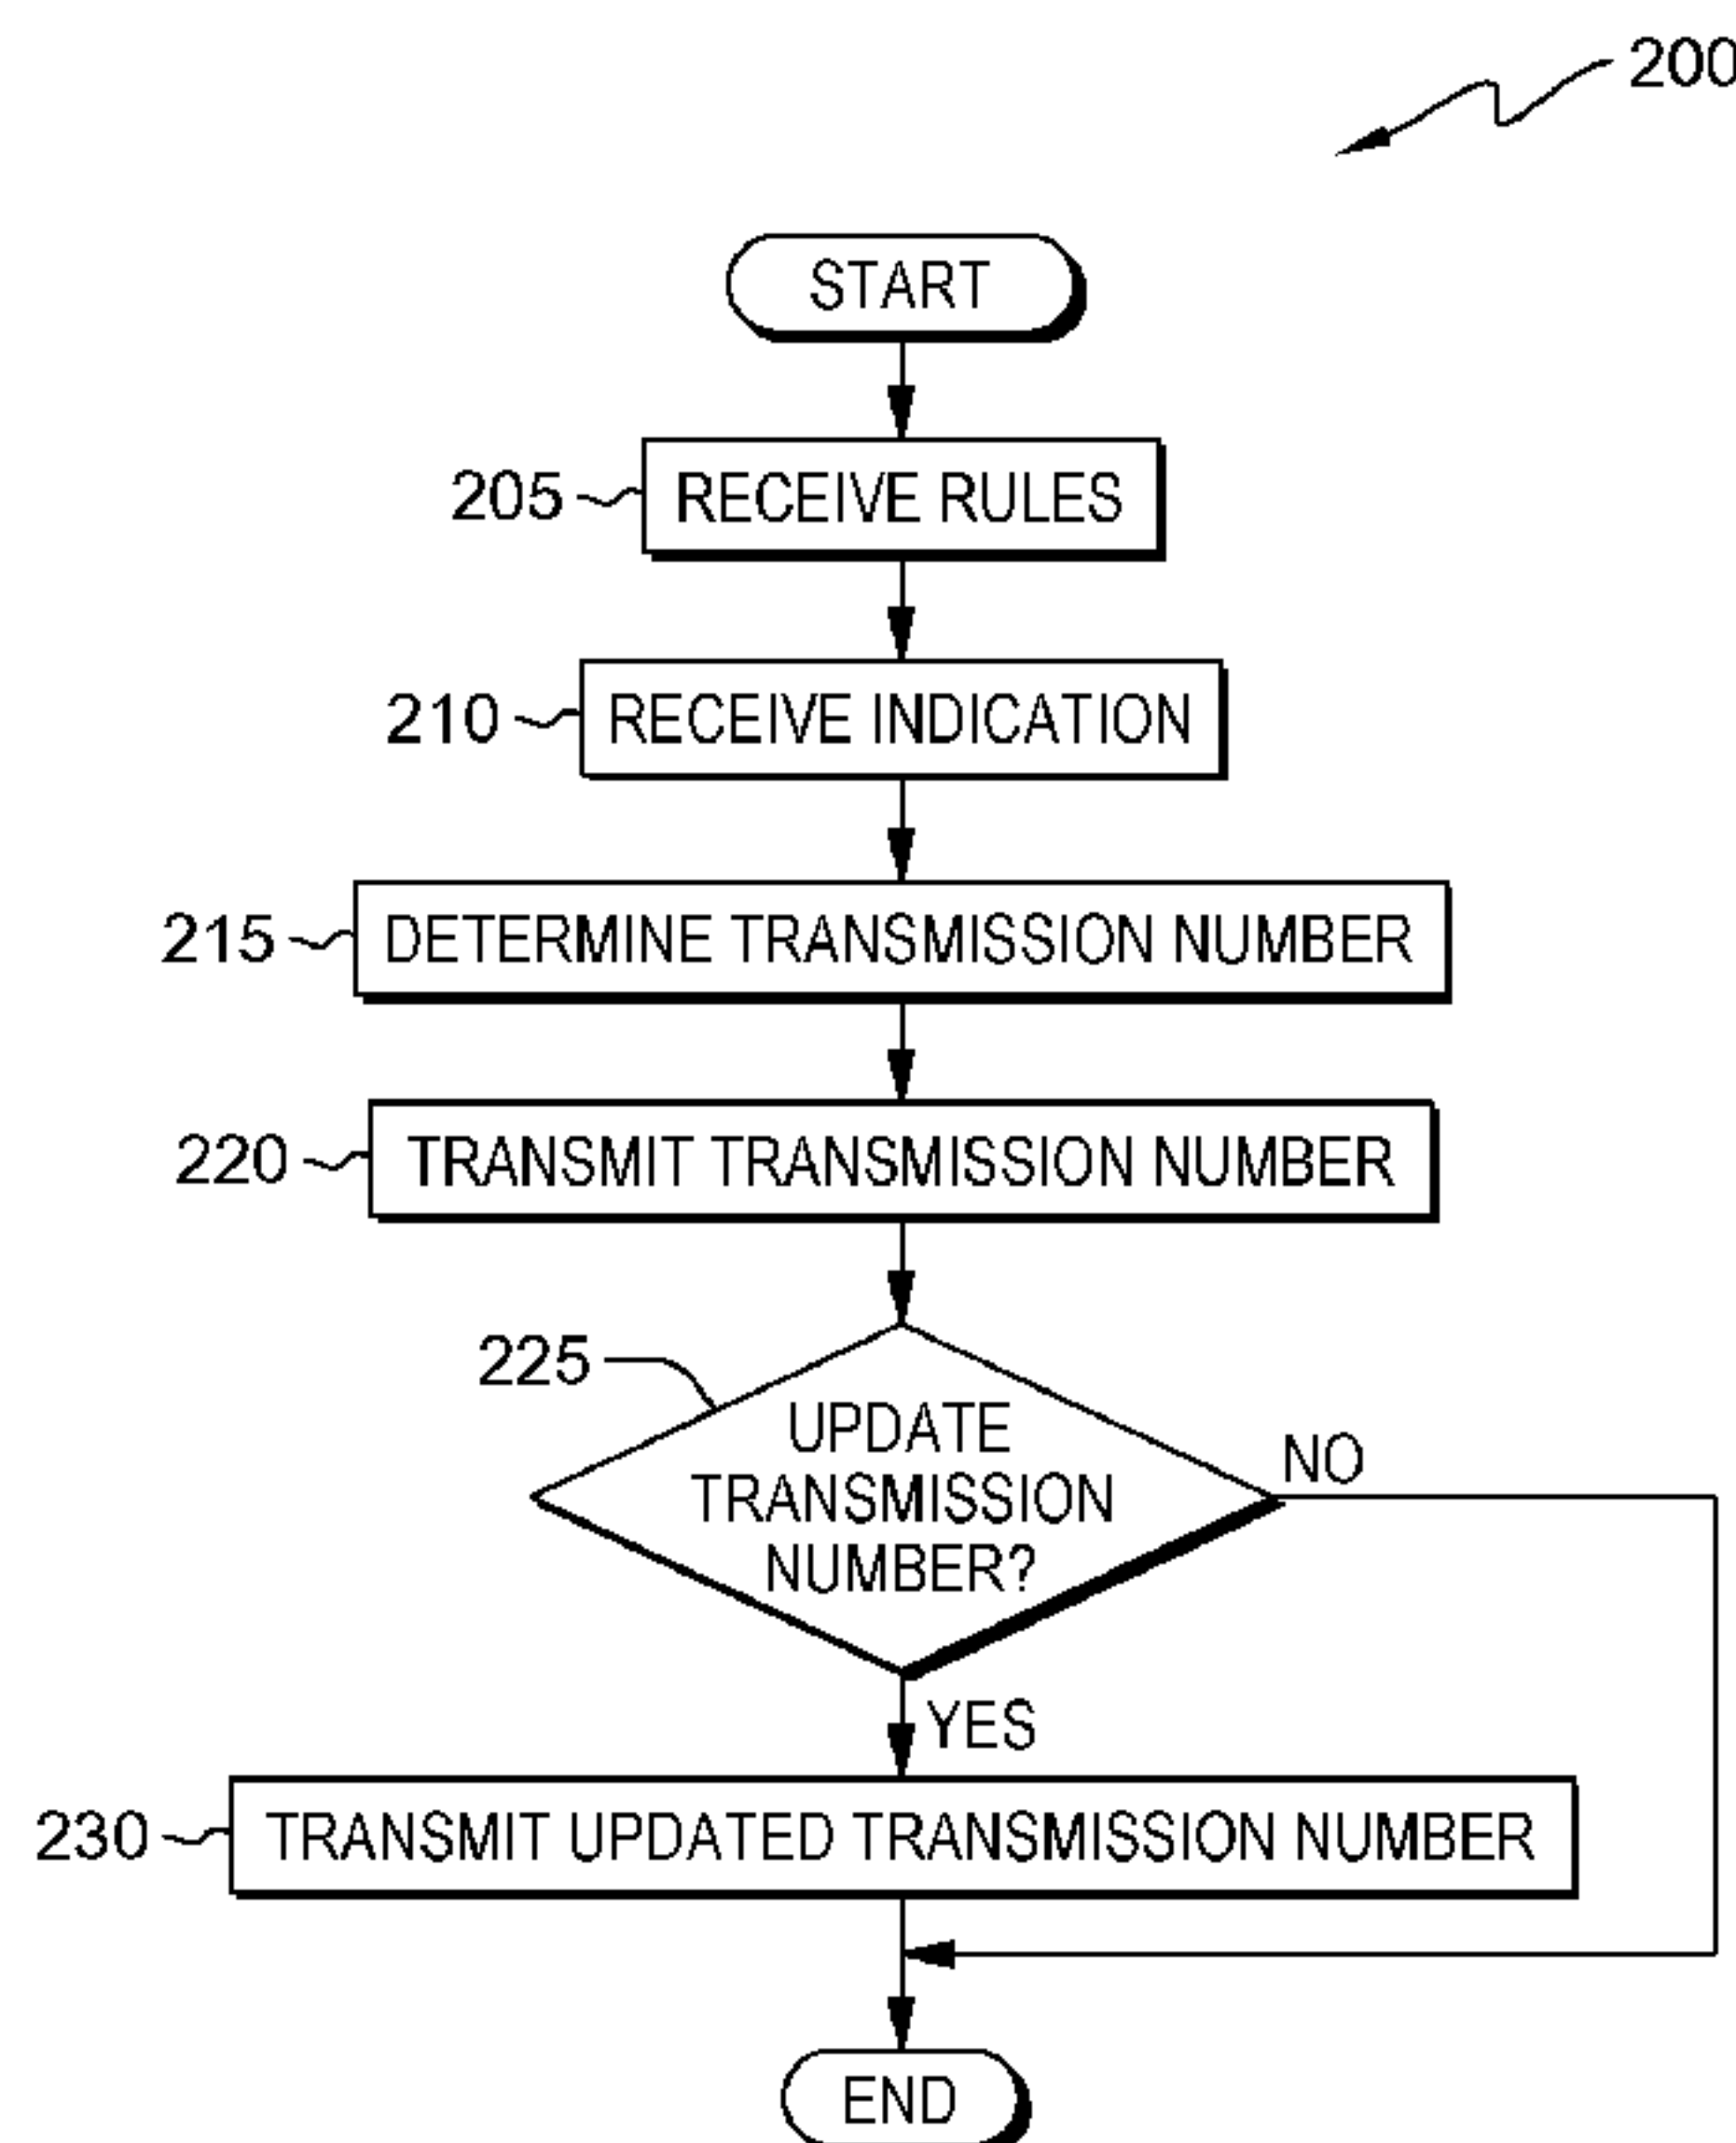 200
START
205
RECEIVE RULES
210
RECEIVE INDICATION
215
DETERMINE TRANSMISSION NUMBER
220
TRANSMIT TRANSMISSION NUMBER
225
UPDATE
TRANSMISSION
NUMBER?
NO
YES
230
TRANSMIT UPDATED TRANSMISSION NUMBER
END